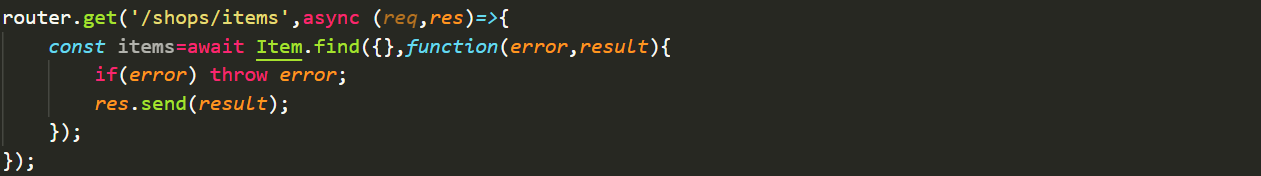 router.get('/shops/items',async (req,res)=>{
    const items=await Item.find({},function(error,result){
        if(error) throw error;
        res.send(result);
    });
});